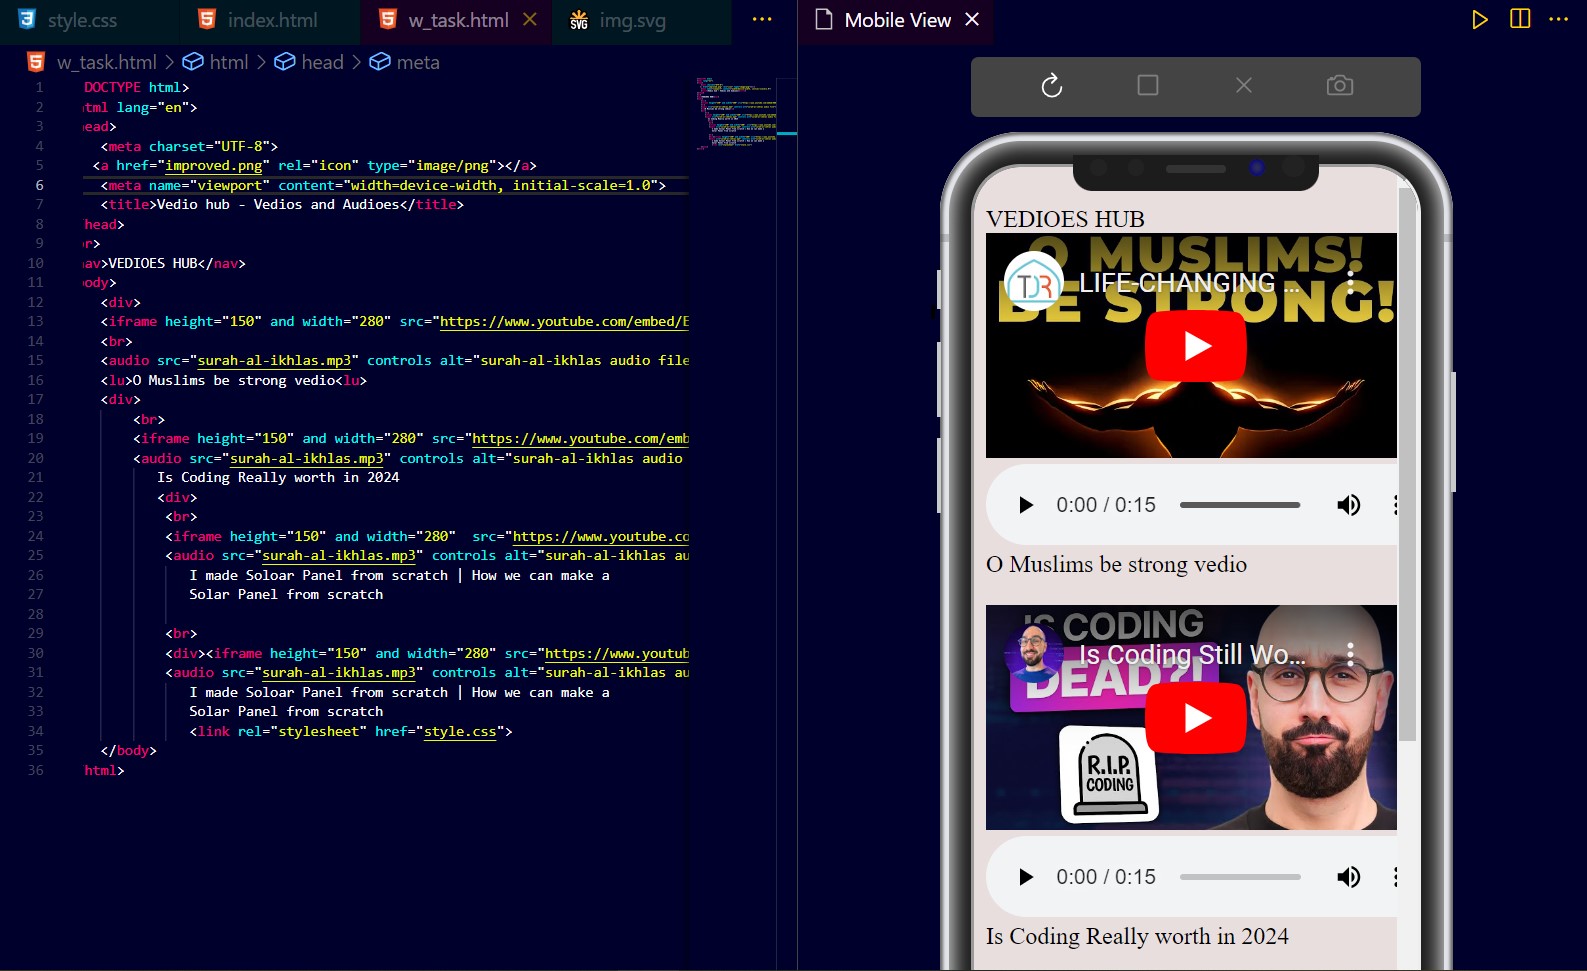 style.css
index.html
w_task.html
img.svg
Mobile View
w_task.html > html > head > meta
1 DOCTYPE html>
2 html lang="en">
3 head>
4 <meta charset="UTF-8">
5 <a href="improved.png" rel="icon" type="image/png"></a>
6 <meta name="viewport" content="width=device-width, initial-scale=1.0">
7 <title>Vedio hub - Vedios and Audioes</title>
8 head>
9 r>
10 nav>VEDIOES HUB</nav>
11 body>
12 <div>
13 <iframe height="150" and width="280" src="https://www.youtube.com/embed/E
14 <br>
15 <audio src="surah-al-ikhlas.mp3" controls alt="surah-al-ikhlas audio file
16 <lu>O Muslims be strong vedio<lu>
17 <div>
18 <br>
19 <iframe height="150" and width="280" src="https://www.youtube.com/emb
20 <audio src="surah-al-ikhlas.mp3" controls alt="surah-al-ikhlas audio
21 Is Coding Really worth in 2024
22 <div>
23 <br>
24 <iframe height="150" and width="280"  src="https://www.youtube.co
25 <audio src="surah-al-ikhlas.mp3" controls alt="surah-al-ikhlas au
26 I made Soloar Panel from scratch | How we can make a
27 Solar Panel from scratch
28
29 <br>
30 <div><iframe height="150" and width="280" src="https://www.youtub
31 <audio src="surah-al-ikhlas.mp3" controls alt="surah-al-ikhlas au
32 I made Soloar Panel from scratch | How we can make a
33 Solar Panel from scratch
34 <link rel="stylesheet" href="style.css">
35 </body>
36 html>
VEDIOES HUB
O MUSLIMS!
BE STRONG!
TDR
LIFE-CHANGING ...
0:00 / 0:15
O Muslims be strong vedio
IS CODING
DEAD?!
Is Coding Still Wo...
R.I.P.
CODING
0:00 / 0:15
Is Coding Really worth in 2024